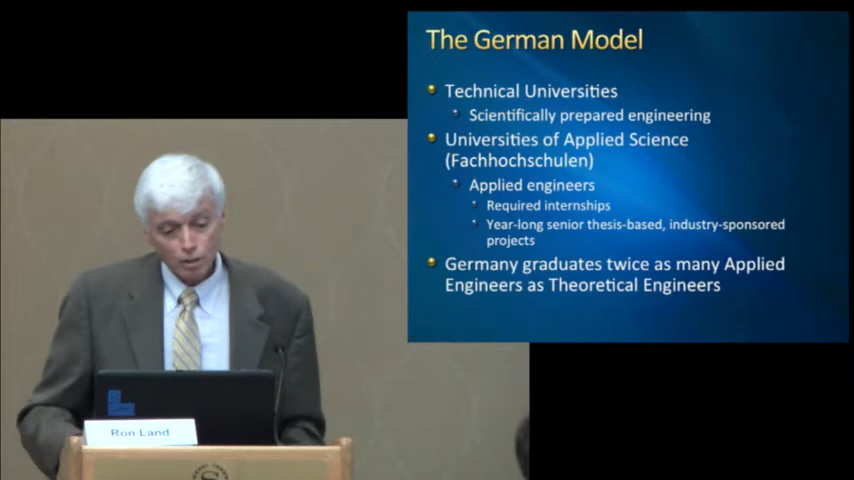 The German Model
Technical Universities
Scientifically prepared engineering
Universities of Applied Science
(Fachhochschulen)
Applied engineers
Required internships
Year-long senior thesis-based, industry-sponsored
projects
Germany graduates twice as many Applied
Engineers as Theoretical Engineers
Ron Land